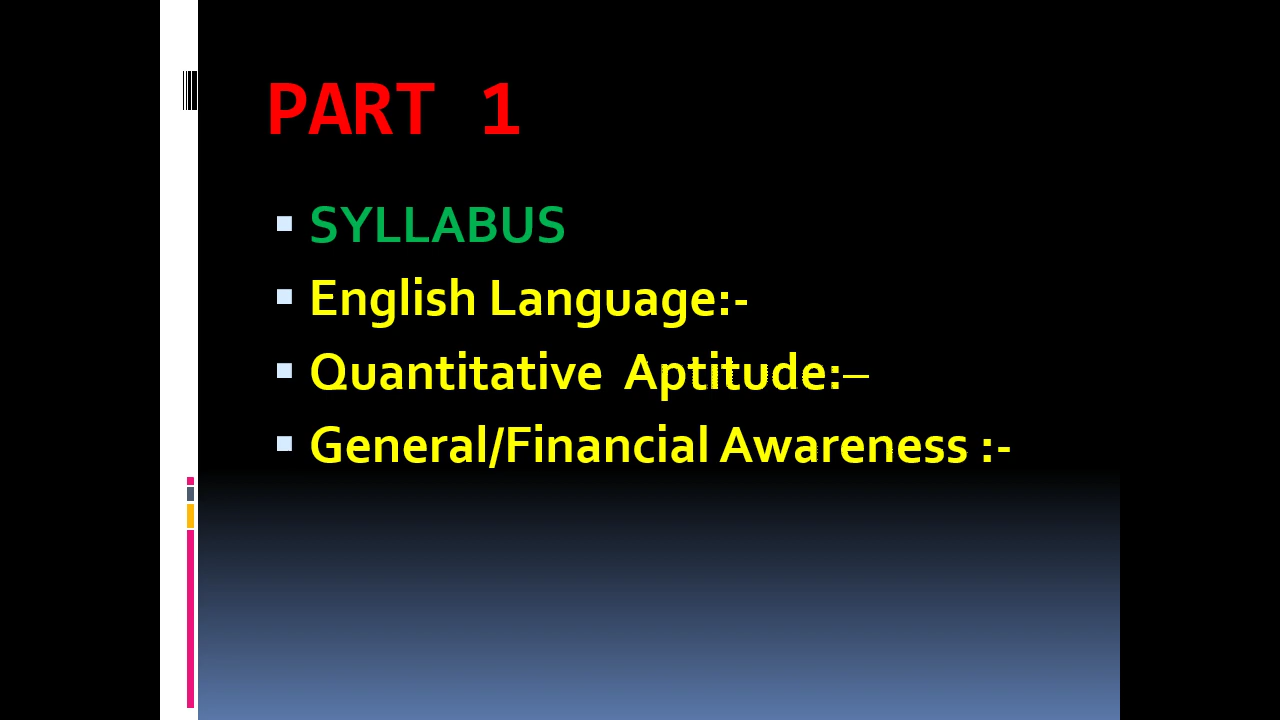 PART 1
SYLLABUS
English Language:-
Quantitative Aptitude:–
General/Financial Awareness :-